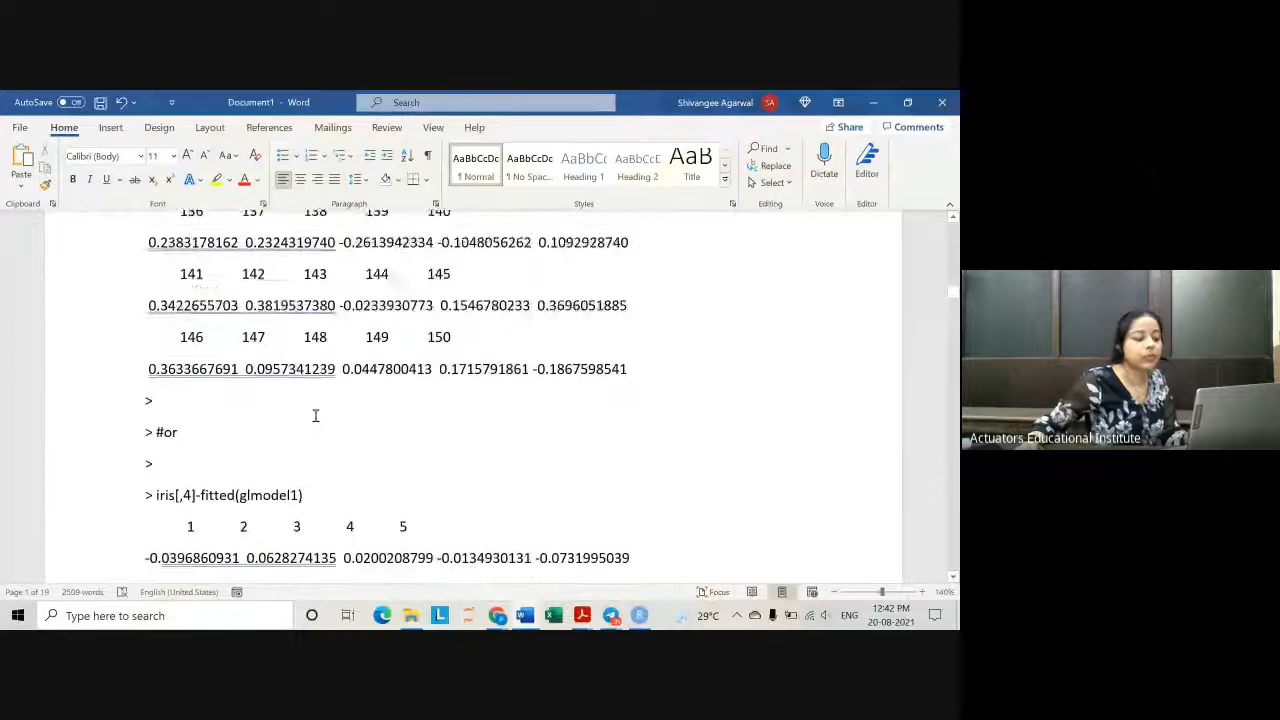 AutoSave Off Document1 - Word Search Shivangee Agarwal SA
File Home Insert Design Layout References Mailings Review View Help Share Comments
Paste Calibri (Body) 11 AaBbCcDc AaBbCcDc AaBbCc AaBbCcD AaB Find
Normal No Spac... Heading 1 Heading 2 Title Replace Select Dictate Editor
Clipboard Font Paragraph Styles Editing Voice Editor
136 137 138 139 140
0.2383178162 0.2324319740 -0.2613942334 -0.1048056262 0.1092928740
141 142 143 144 145
0.3422655703 0.3819537380 -0.0233930773 0.1546780233 0.3696051885
146 147 148 149 150
0.3633667691 0.0957341239 0.0447800413 0.1715791861 -0.1867598541
>
> #or
>
> iris[,4]-fitted(glmodel1)
1 2 3 4 5
-0.0396860931 0.0628274135 0.0200208799 -0.0134930131 -0.0731995039
Page 1 of 19 2509 words English (United States) Focus 140%
Type here to search 29°C ENG 12:42 PM
20-08-2021
Actuators Educational Institute